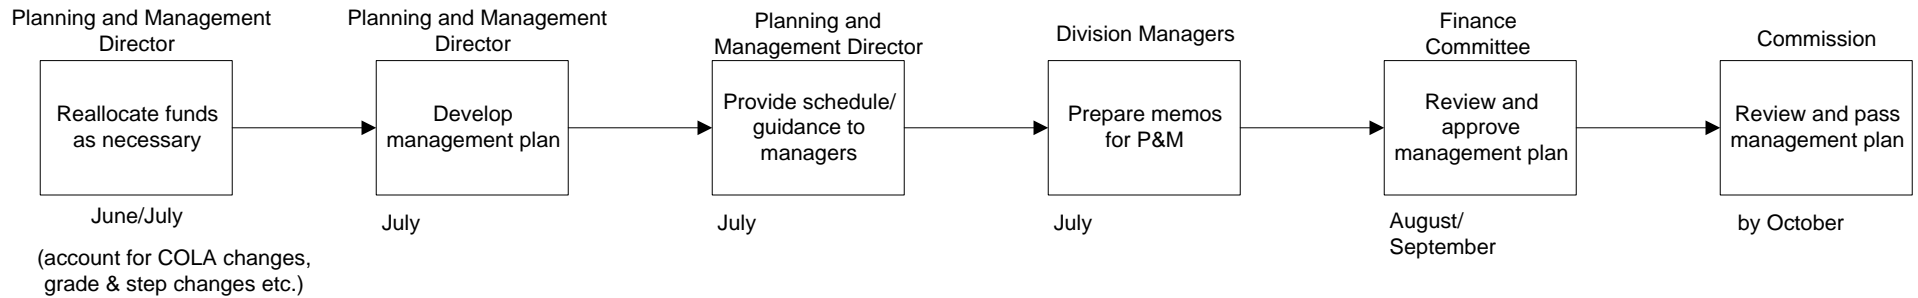 Planning and Management
Director
Reallocate funds
as necessary
June/July
(account for COLA changes,
grade & step changes etc.)
Planning and Management
Director
Develop
management plan
July
Planning and
Management Director
Provide schedule/
guidance to
managers
July
Division Managers
Prepare memos
for P&M
July
Finance
Committee
Review and
approve
management plan
August/
September
Commission
Review and pass
management plan
by October